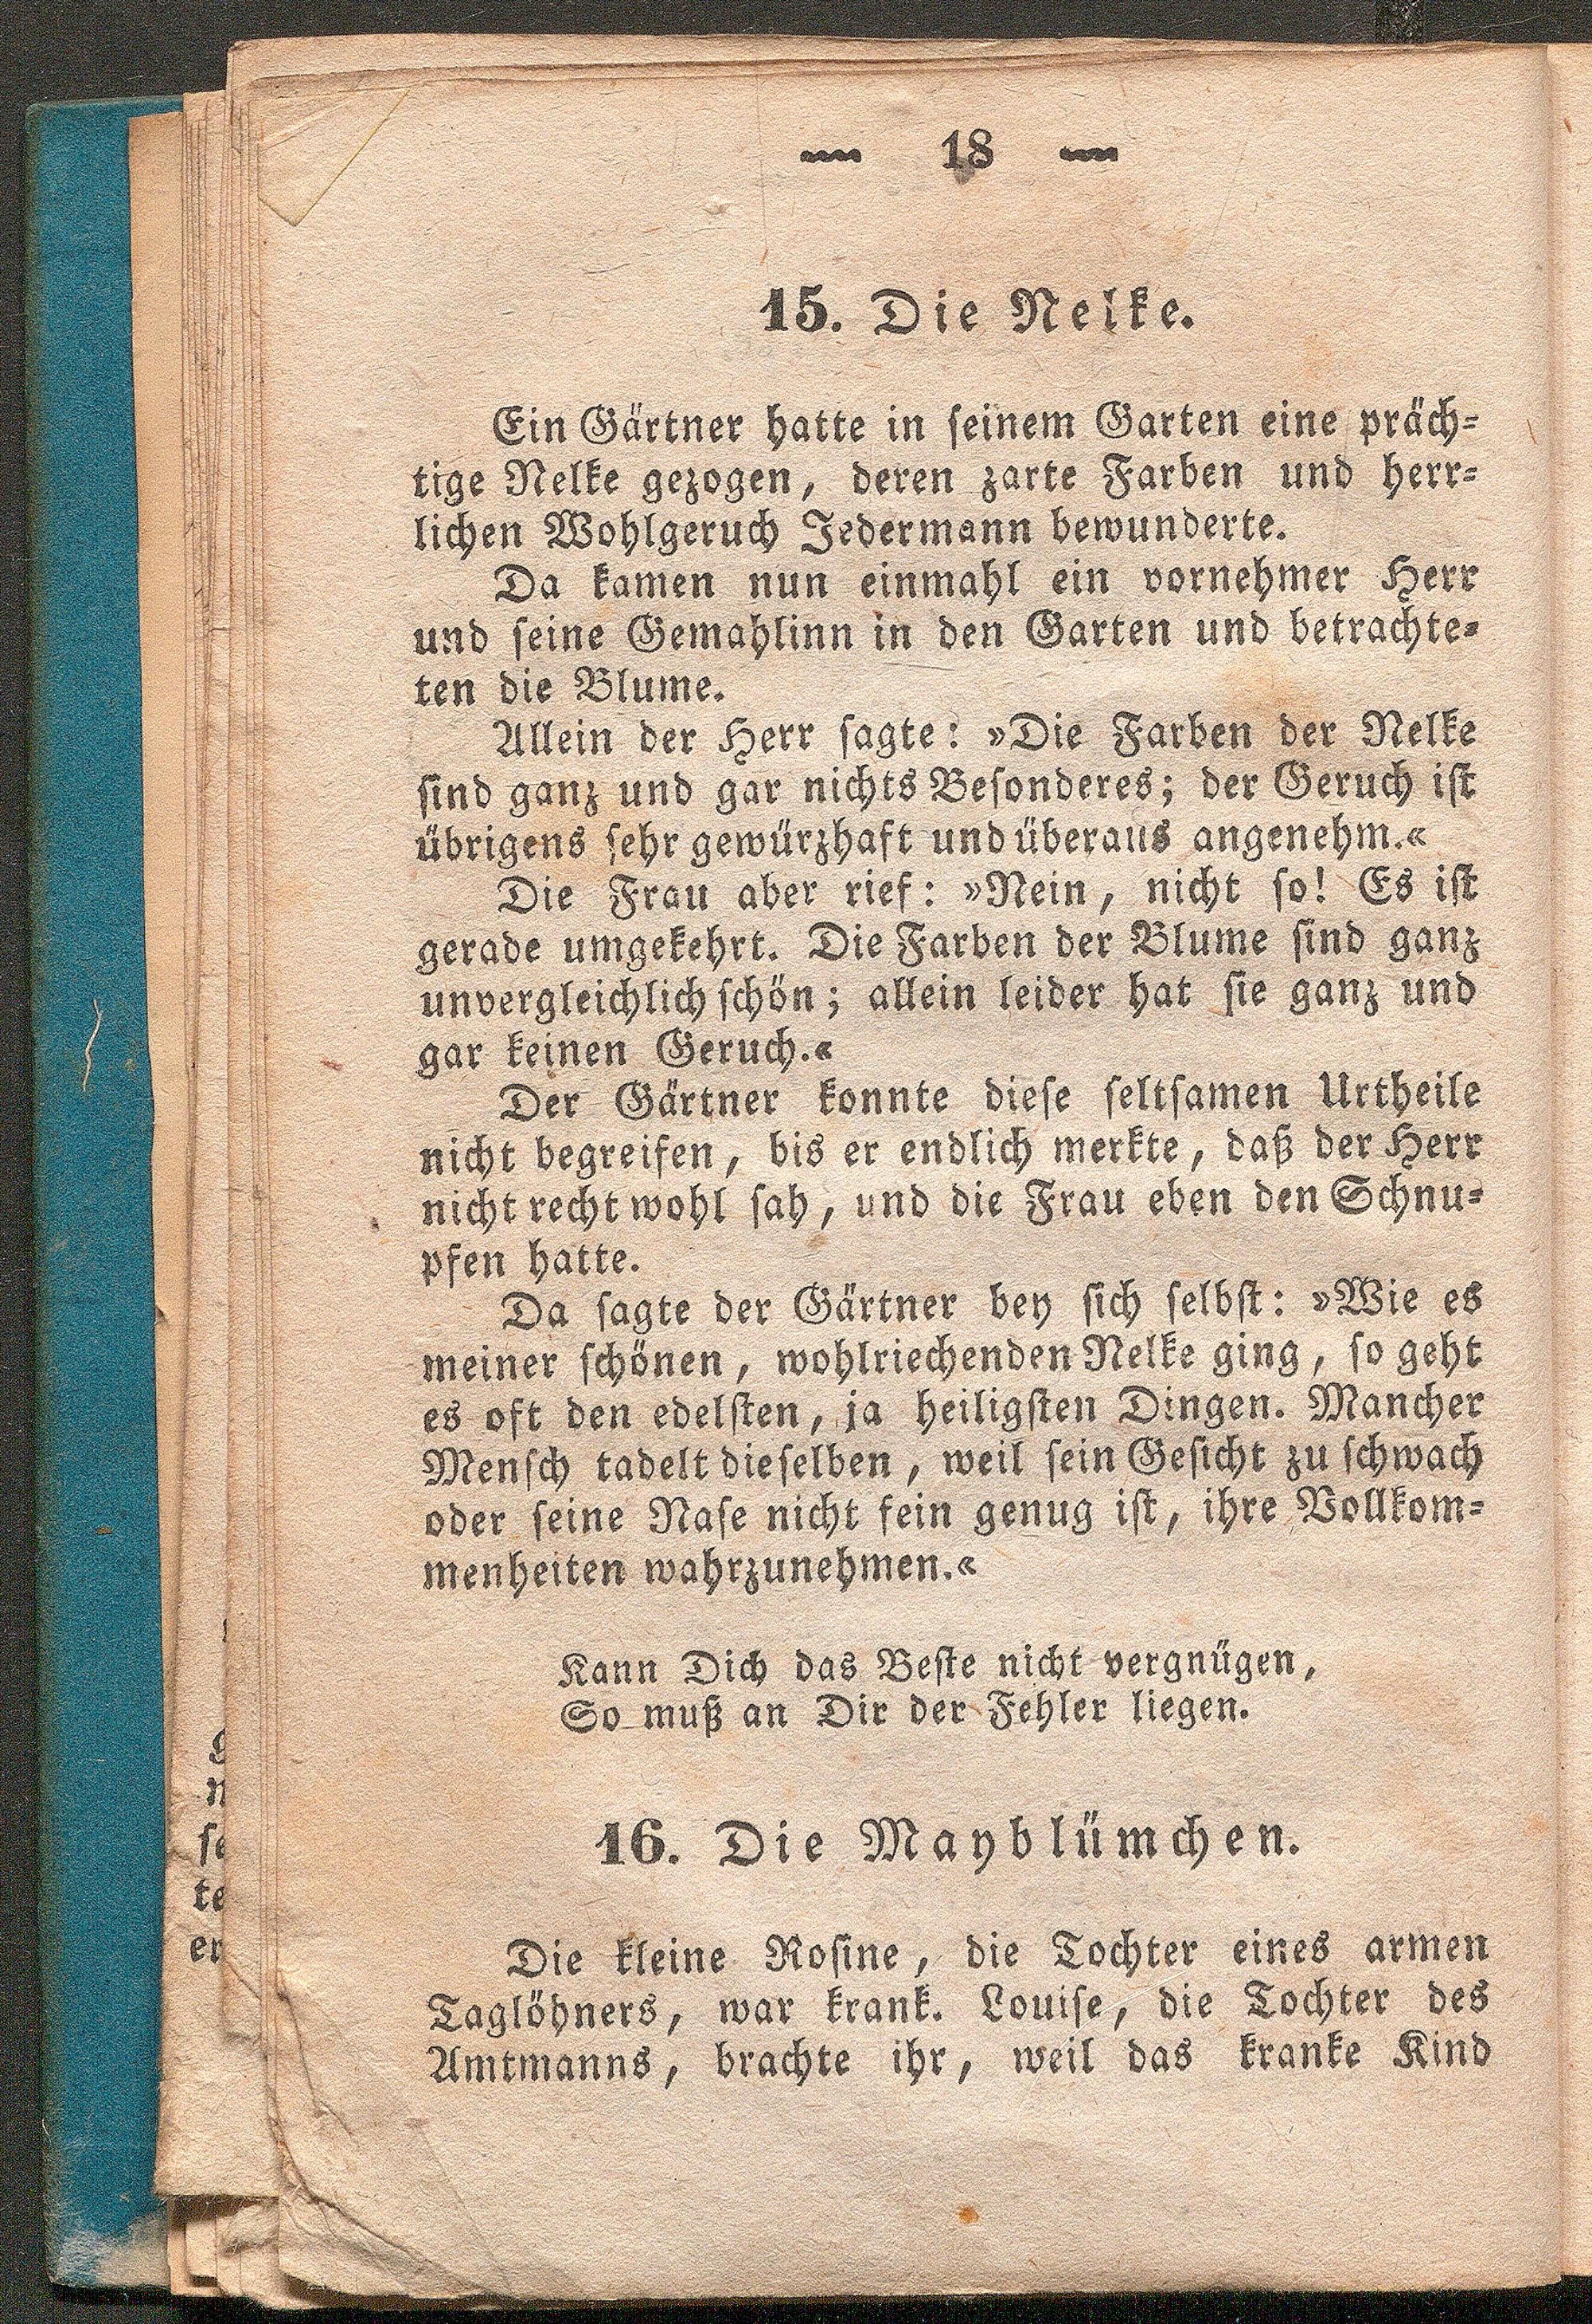 — 18 —
15. Die Nelke.
Ein Gärtner hatte in seinem Garten eine präch-
tige Nelke gezogen, deren zarte Farben und herr-
lichen Wohlgeruch Jedermann bewunderte.
Da kamen nun einmahl ein vornehmer Herr
und seine Gemahlinn in den Garten und betrachte-
ten die Blume.
Allein der Herr sagte: »Die Farben der Nelke
sind ganz und gar nichts Besonderes; der Geruch ist
übrigens sehr gewürzhaft und überaus angenehm.«
Die Frau aber rief: »Nein, nicht so! Es ist
gerade umgekehrt. Die Farben der Blume sind ganz
unvergleichlich schön; allein leider hat sie ganz und
gar keinen Geruch.«
Der Gärtner konnte diese seltsamen Urtheile
nicht begreifen, bis er endlich merkte, daß der Herr
nicht recht wohl sah, und die Frau eben den Schnu-
pfen hatte.
Da sagte der Gärtner bey sich selbst: »Wie es
meiner schönen, wohlriechenden Nelke ging, so geht
es oft den edelsten, ja heiligsten Dingen. Mancher
Mensch tadelt dieselben, weil sein Gesicht zu schwach
oder seine Nase nicht fein genug ist, ihre Vollkom-
menheiten wahrzunehmen.«
Kann Dich das Beste nicht vergnügen,
So muß an Dir der Fehler liegen.
16. Die Mayblümchen.
Die kleine Rosine, die Tochter eines armen
Taglöhners, war krank. Louise, die Tochter des
Amtmanns, brachte ihr, weil das kranke Kind